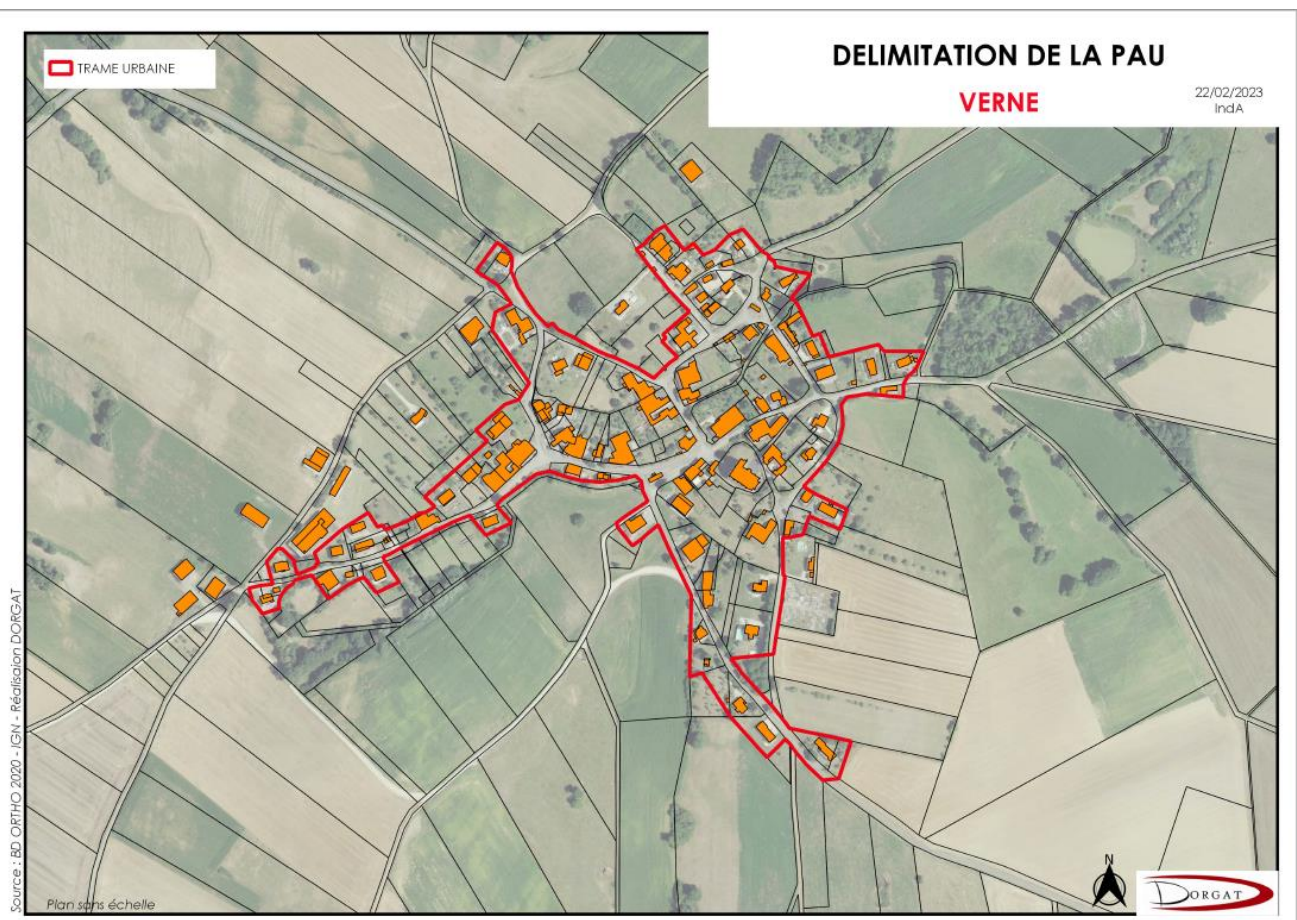 TRAME URBAINE
DELIMITATION DE LA PAU
VERNE
22/02/2023
IndA
Source : BD ORTHO 2020 - IGN - Réalisaion DORGAT
Plan sans échelle
N
DORGAT